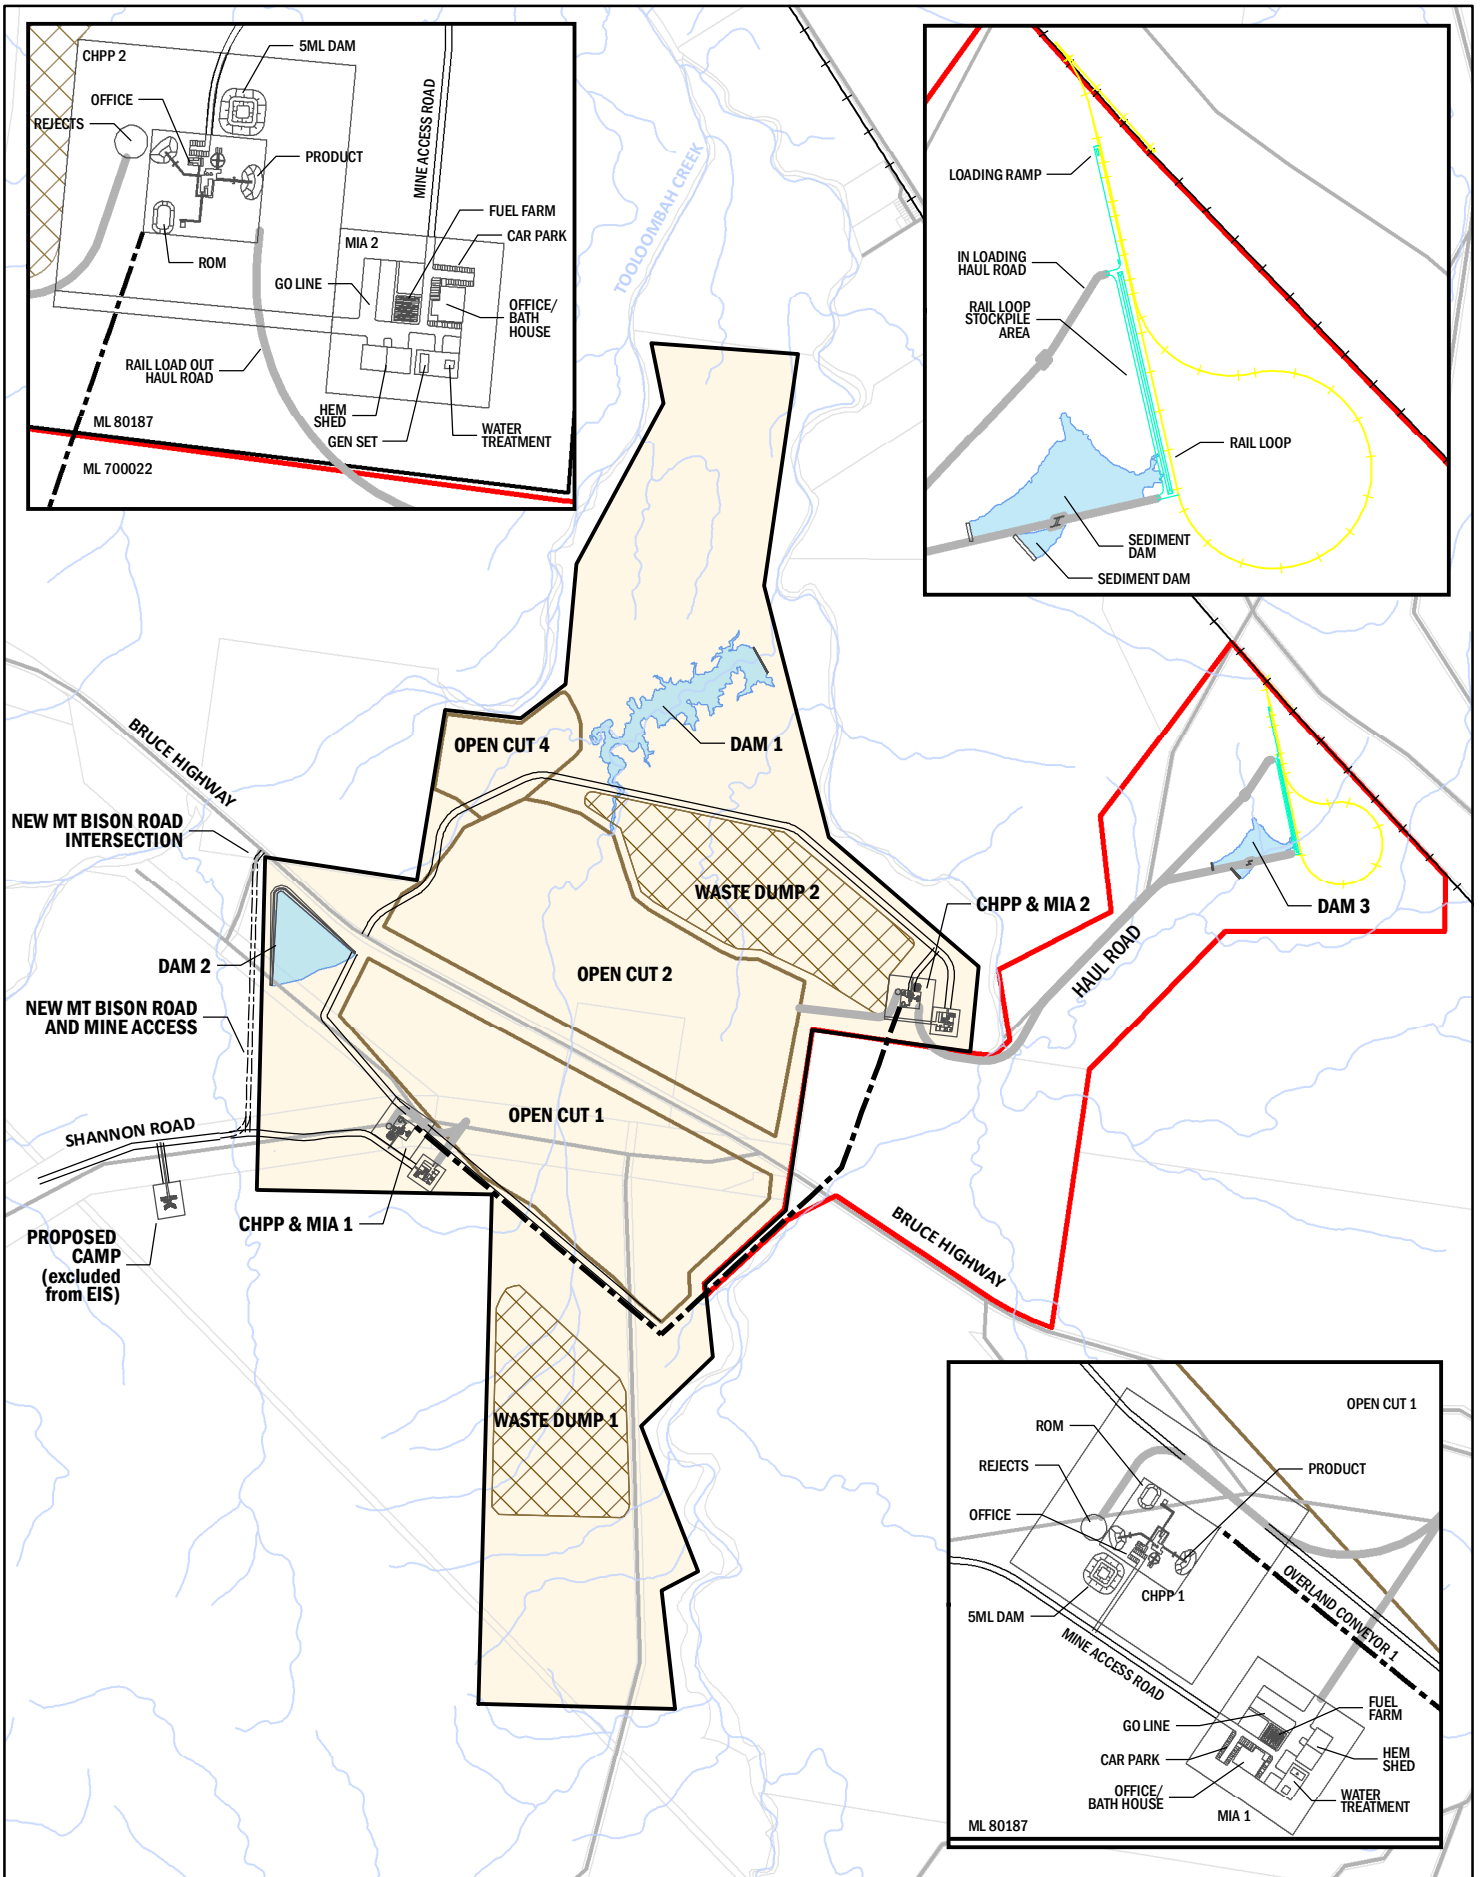 CHPP 2
5ML DAM
OFFICE
REJECTS
PRODUCT
MINE ACCESS ROAD
FUEL FARM
MIA 2
CAR PARK
ROM
GO LINE
OFFICE/
BATH
HOUSE
RAIL LOAD OUT
HAUL ROAD
HEM
SHED
GEN SET
WATER
TREATMENT
ML 80187
ML 700022
TOOLOOMBAH CREEK
LOADING RAMP
IN LOADING
HAUL ROAD
RAIL LOOP
STOCKPILE
AREA
RAIL LOOP
SEDIMENT
DAM
SEDIMENT DAM
BRUCE HIGHWAY
OPEN CUT 4
DAM 1
NEW MT BISON ROAD
INTERSECTION
WASTE DUMP 2
CHPP & MIA 2
DAM 3
DAM 2
OPEN CUT 2
HAUL ROAD
NEW MT BISON ROAD
AND MINE ACCESS
OPEN CUT 1
SHANNON ROAD
CHPP & MIA 1
BRUCE HIGHWAY
PROPOSED
CAMP
(excluded
from EIS)
WASTE DUMP 1
OPEN CUT 1
ROM
REJECTS
PRODUCT
OFFICE
CHPP 1
5ML DAM
OVERLAND CONVEYOR 1
MINE ACCESS ROAD
FUEL
FARM
GO LINE
CAR PARK
HEM
SHED
OFFICE/
BATH HOUSE
WATER
TREATMENT
MIA 1
ML 80187